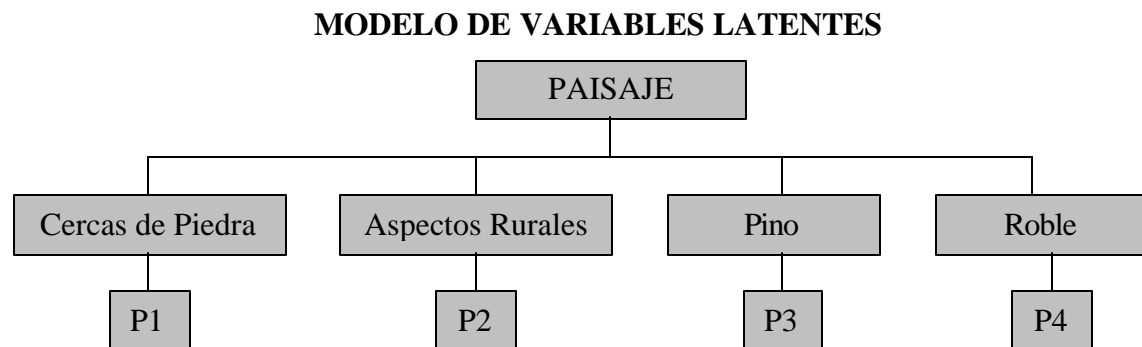 MODELO DE VARIABLES LATENTES
PAISAJE
Cercas de Piedra
Aspectos Rurales
Pino
Roble
P1
P2
P3
P4